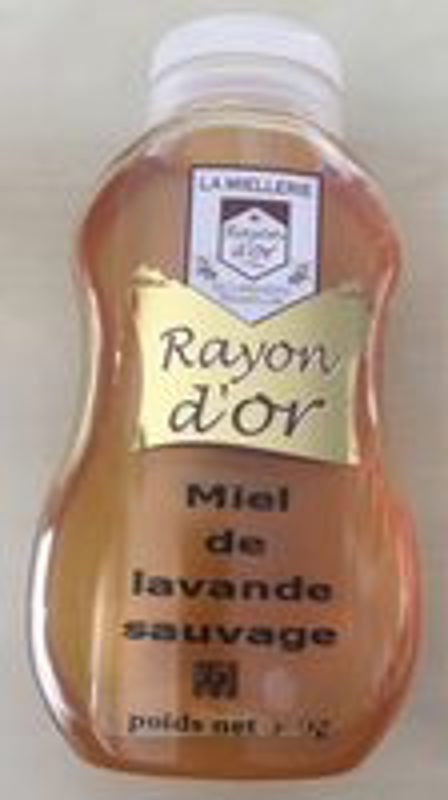 LA MIELLERIE
Rayon
d'or
Rayon
d'or
Miel
de
lavande
sauvage
poids net